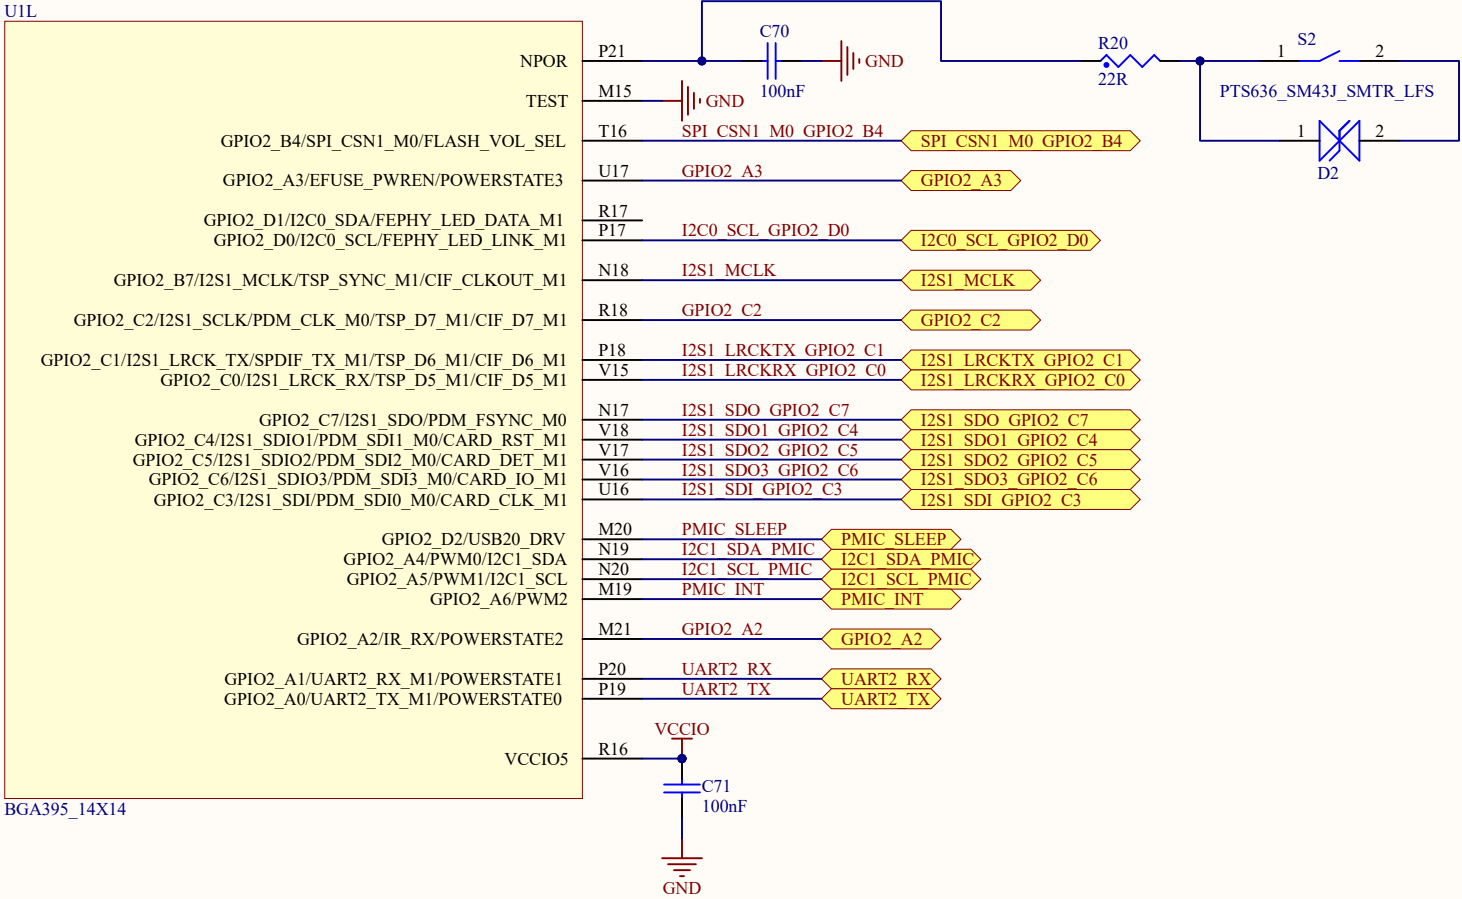 U1L
NPOR P21 C70 100nF GND R20 22R 1 S2 2
PTS636_SM43J_SMTR_LFS
1 2
D2
TEST M15 GND
GPIO2_B4/SPI_CSN1_M0/FLASH_VOL_SEL T16 SPI_CSN1_M0_GPIO2_B4 SPI_CSN1_M0_GPIO2_B4
GPIO2_A3/EFUSE_PWREN/POWERSTATE3 U17 GPIO2_A3 GPIO2_A3
GPIO2_D1/I2C0_SDA/FEPHY_LED_DATA_M1 R17
GPIO2_D0/I2C0_SCL/FEPHY_LED_LINK_M1 P17 I2C0_SCL_GPIO2_D0 I2C0_SCL_GPIO2_D0
GPIO2_B7/I2S1_MCLK/TSP_SYNC_M1/CIF_CLKOUT_M1 N18 I2S1_MCLK I2S1_MCLK
GPIO2_C2/I2S1_SCLK/PDM_CLK_M0/TSP_D7_M1/CIF_D7_M1 R18 GPIO2_C2 GPIO2_C2
GPIO2_C1/I2S1_LRCK_TX/SPDIF_TX_M1/TSP_D6_M1/CIF_D6_M1 P18 I2S1_LRCKTX_GPIO2_C1 I2S1_LRCKTX_GPIO2_C1
GPIO2_C0/I2S1_LRCK_RX/TSP_D5_M1/CIF_D5_M1 V15 I2S1_LRCKRX_GPIO2_C0 I2S1_LRCKRX_GPIO2_C0
GPIO2_C7/I2S1_SDO/PDM_FSYNC_M0 N17 I2S1_SDO_GPIO2_C7 I2S1_SDO_GPIO2_C7
GPIO2_C4/I2S1_SDIO1/PDM_SDI1_M0/CARD_RST_M1 V18 I2S1_SDO1_GPIO2_C4 I2S1_SDO1_GPIO2_C4
GPIO2_C5/I2S1_SDIO2/PDM_SDI2_M0/CARD_DET_M1 V17 I2S1_SDO2_GPIO2_C5 I2S1_SDO2_GPIO2_C5
GPIO2_C6/I2S1_SDIO3/PDM_SDI3_M0/CARD_IO_M1 V16 I2S1_SDO3_GPIO2_C6 I2S1_SDO3_GPIO2_C6
GPIO2_C3/I2S1_SDI/PDM_SDI0_M0/CARD_CLK_M1 U16 I2S1_SDI_GPIO2_C3 I2S1_SDI_GPIO2_C3
GPIO2_D2/USB20_DRV M20 PMIC_SLEEP PMIC_SLEEP
GPIO2_A4/PWM0/I2C1_SDA N19 I2C1_SDA_PMIC I2C1_SDA_PMIC
GPIO2_A5/PWM1/I2C1_SCL N20 I2C1_SCL_PMIC I2C1_SCL_PMIC
GPIO2_A6/PWM2 M19 PMIC_INT PMIC_INT
GPIO2_A2/IR_RX/POWERSTATE2 M21 GPIO2_A2 GPIO2_A2
GPIO2_A1/UART2_RX_M1/POWERSTATE1 P20 UART2_RX UART2_RX
GPIO2_A0/UART2_TX_M1/POWERSTATE0 P19 UART2_TX UART2_TX
VCCIO
VCCIO5 R16
C71
100nF
BGA395_14X14
GND